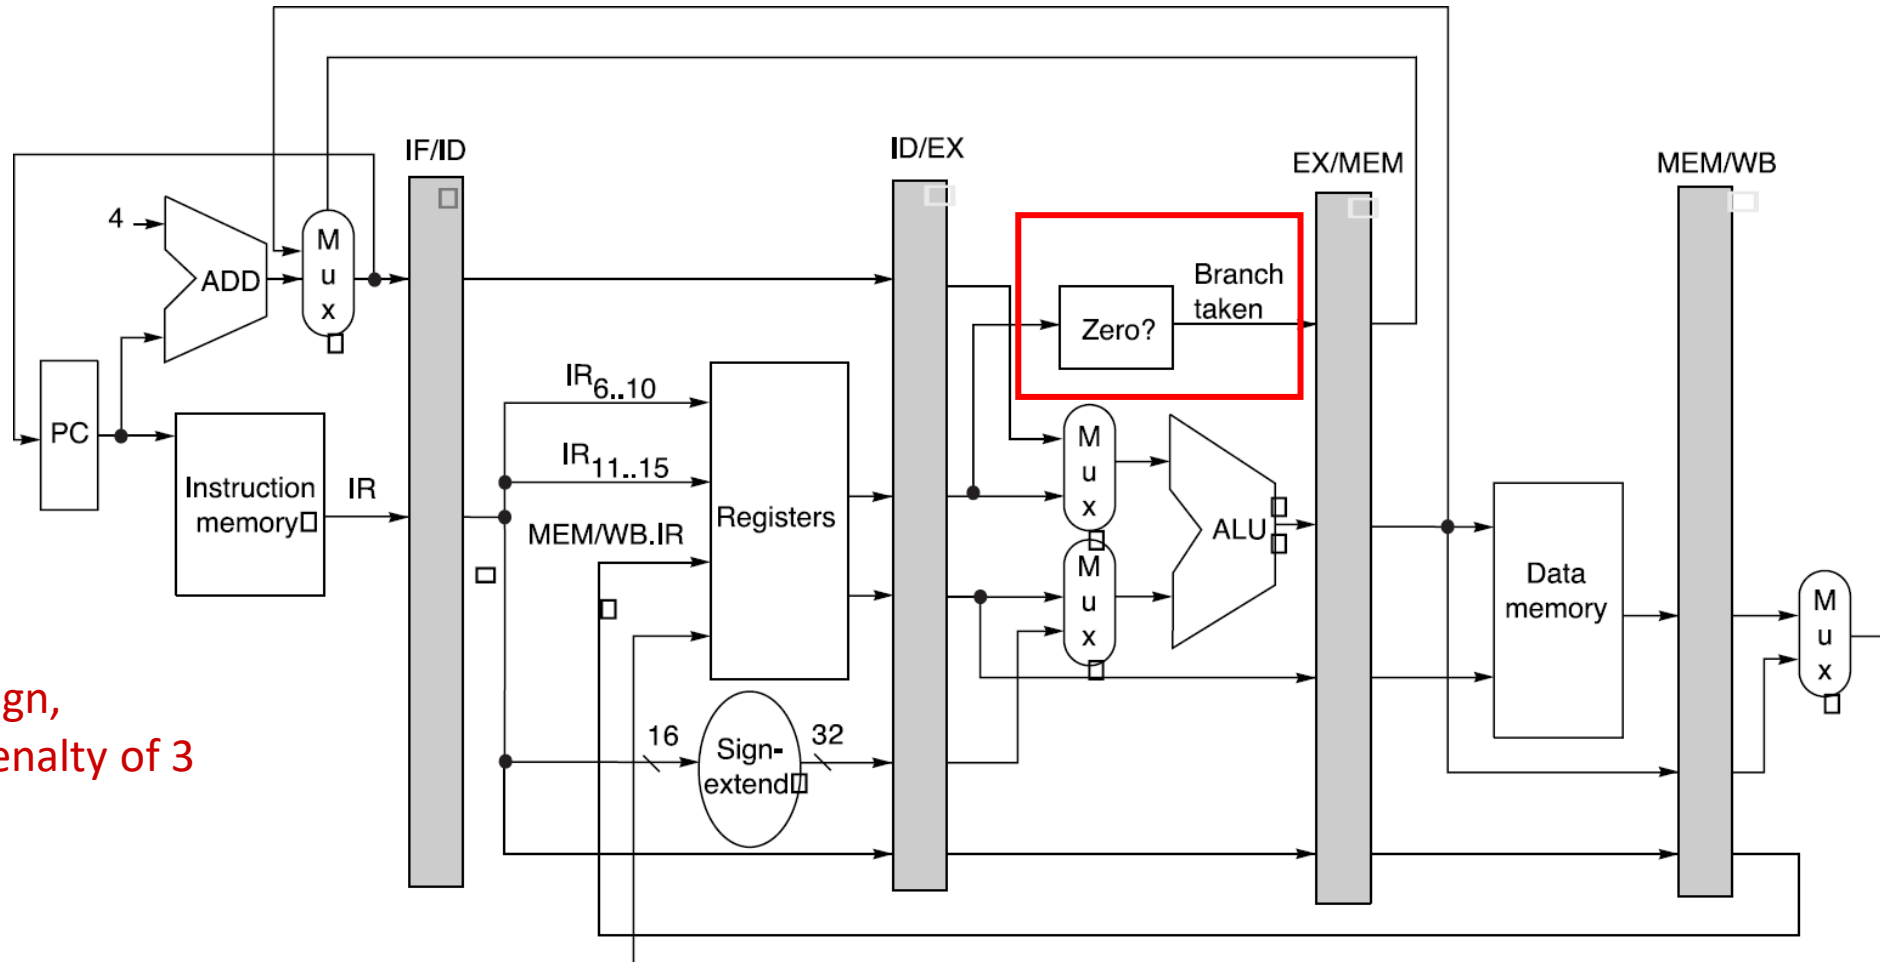 IF/ID
ID/EX
EX/MEM
MEM/WB
4
ADD
M
u
x
Branch
taken
Zero?
IR6..10
PC
M
u
x
IR11..15
Instruction
memory
IR
Registers
MEM/WB.IR
ALU
M
u
x
Data
memory
M
u
x
ign,
enalty of 3
16
Sign-
extend
32